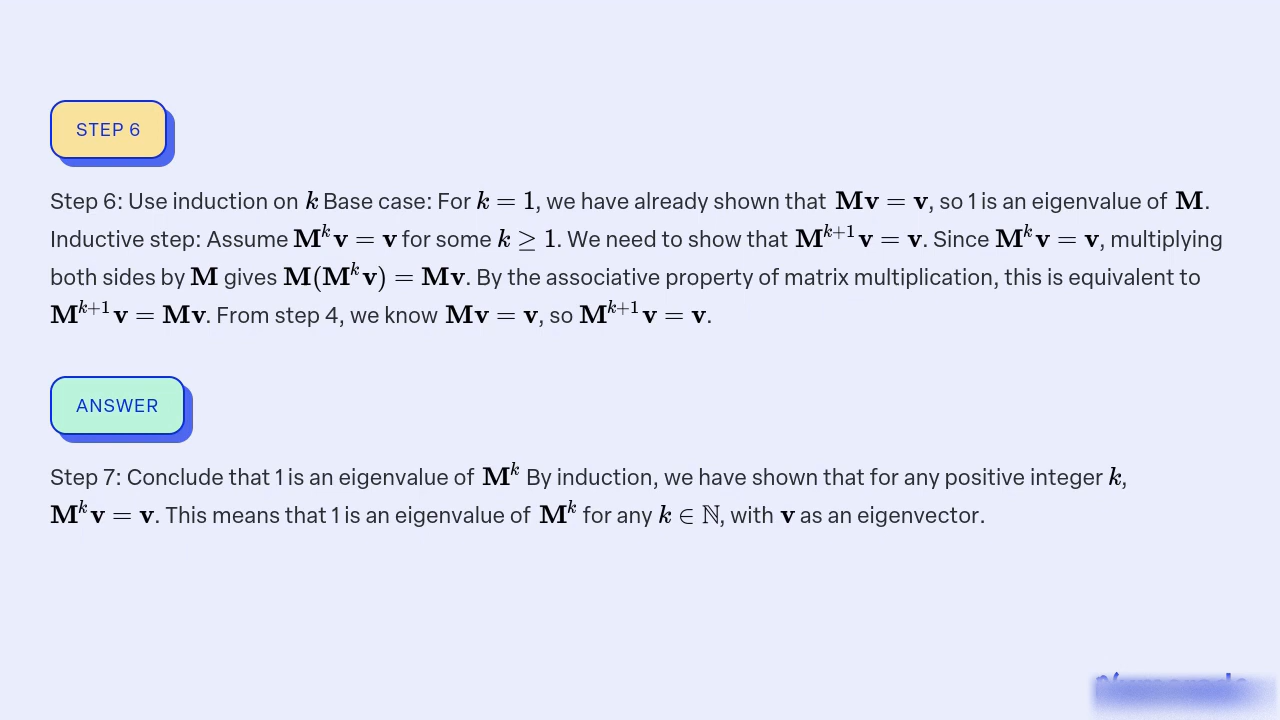 STEP 6
Step 6: Use induction on k Base case: For k = 1, we have already shown that Mv = v, so 1 is an eigenvalue of M.
Inductive step: Assume M^k v = v for some k ≥ 1. We need to show that M^{k+1} v = v. Since M^k v = v, multiplying
both sides by M gives M(M^k v) = Mv. By the associative property of matrix multiplication, this is equivalent to
M^{k+1} v = Mv. From step 4, we know Mv = v, so M^{k+1} v = v.
ANSWER
Step 7: Conclude that 1 is an eigenvalue of M^k By induction, we have shown that for any positive integer k,
M^k v = v. This means that 1 is an eigenvalue of M^k for any k ∈ ℕ, with v as an eigenvector.